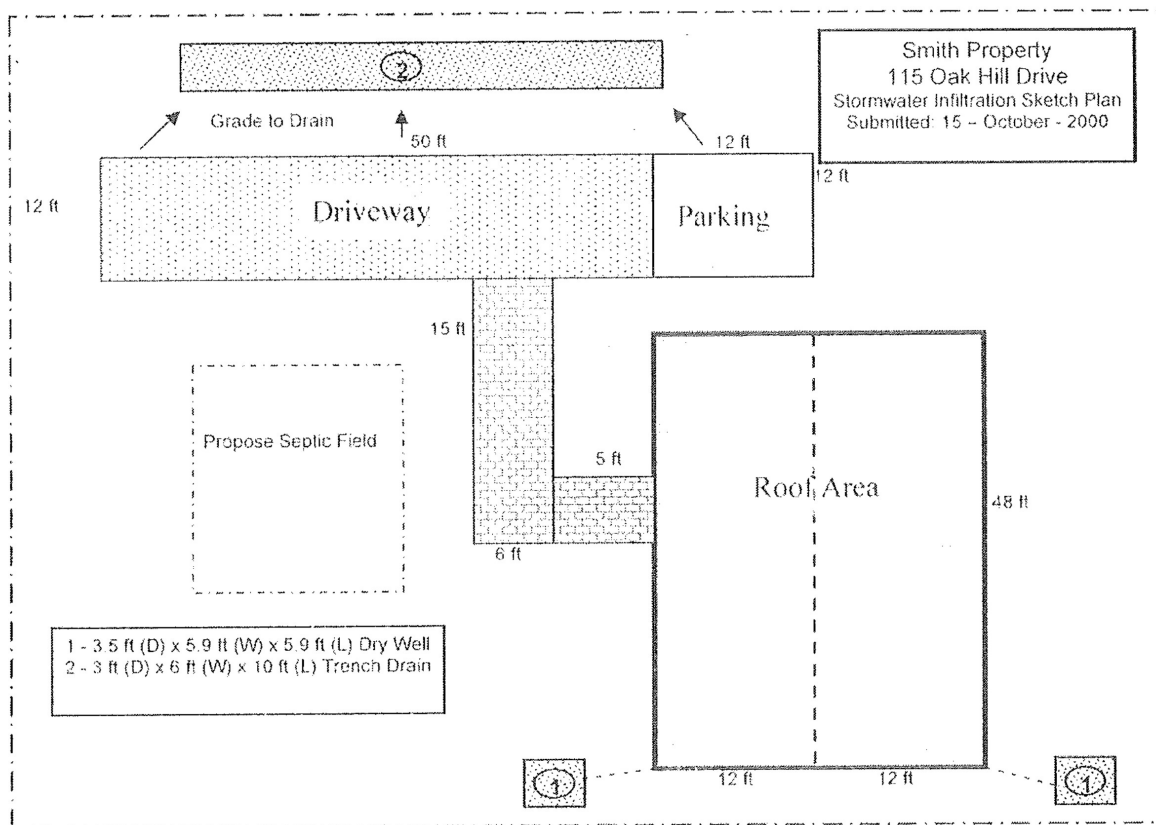 Smith Property
115 Oak Hill Drive
Stormwater Infiltration Sketch Plan
Submitted: 15 – October - 2000
2
Grade to Drain
50 ft
12 ft
12 ft
12 ft
Driveway
Parking
15 ft
Propose Septic Field
5 ft
Roof Area
48 ft
6 ft
1 - 3.5 ft (D) x 5.9 ft (W) x 5.9 ft (L) Dry Well
2 - 3 ft (D) x 6 ft (W) x 10 ft (L) Trench Drain
1
12 ft
12 ft
1